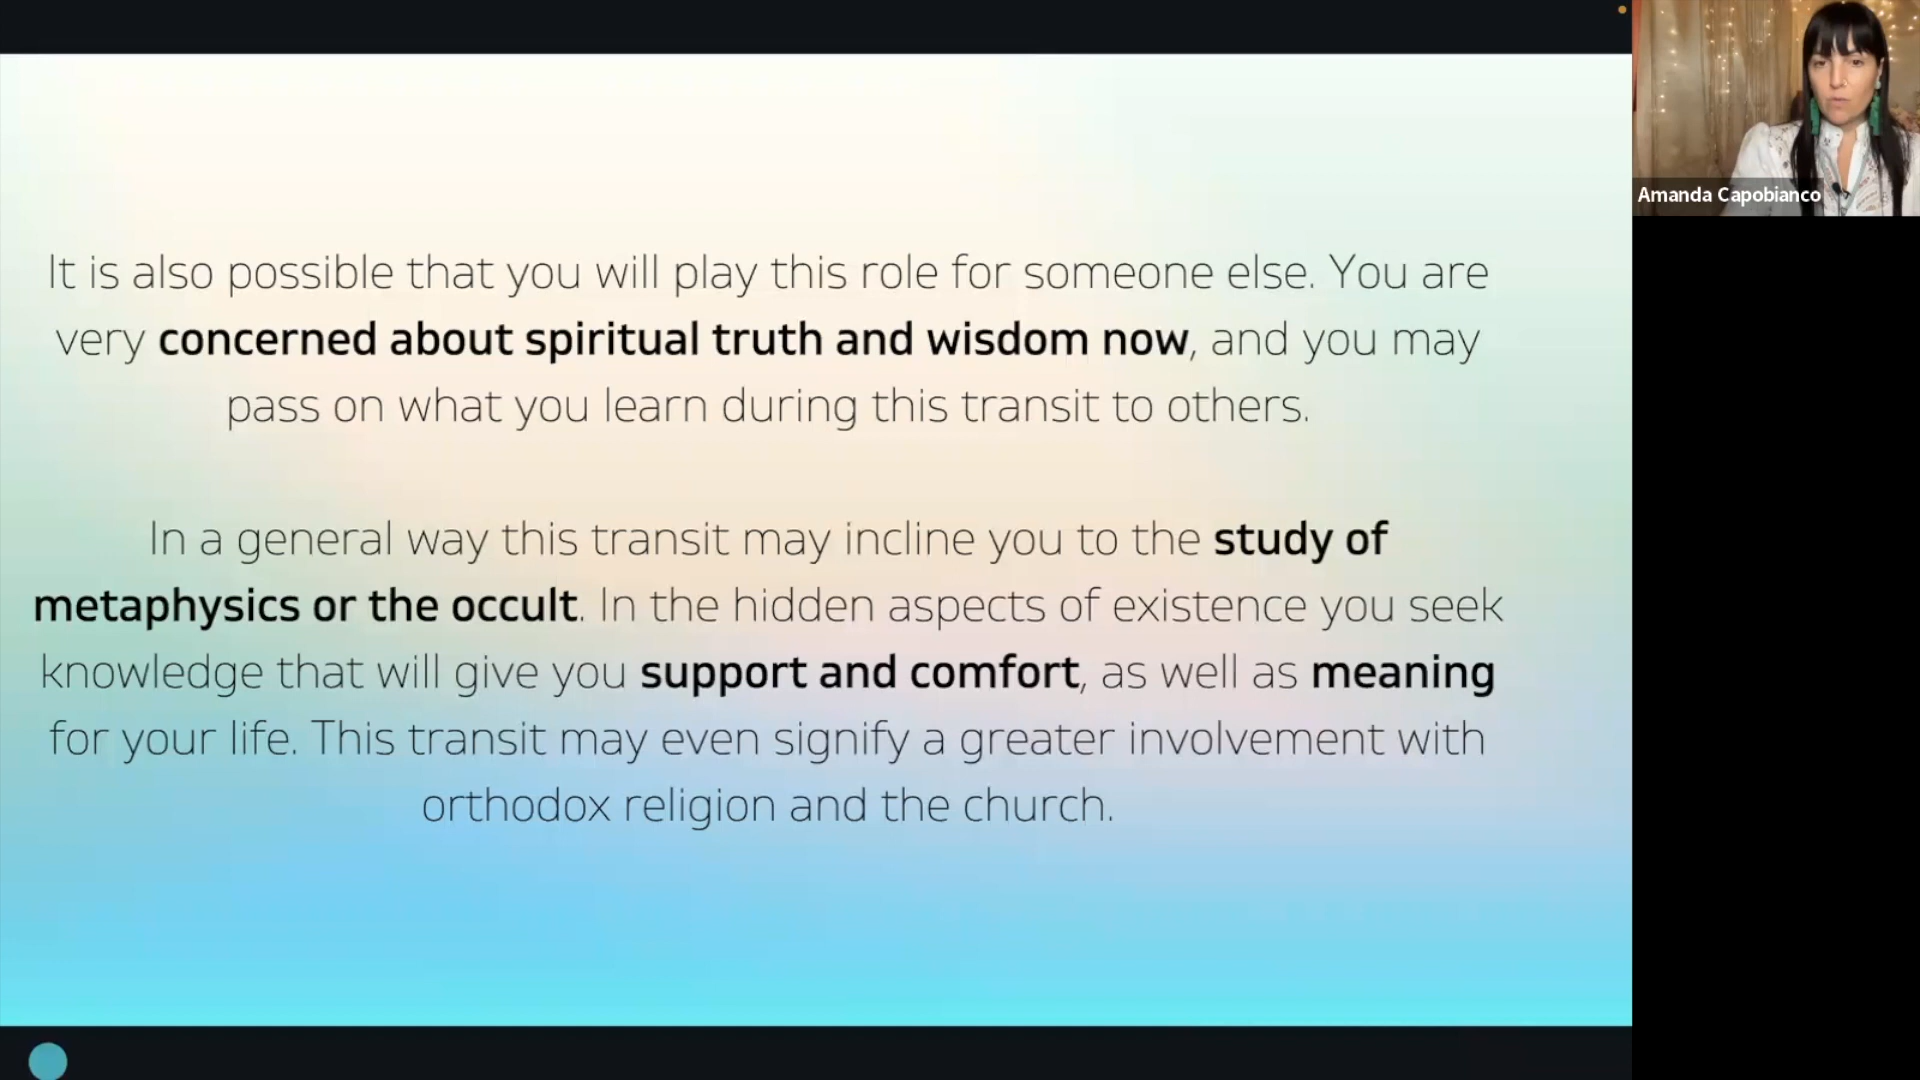 It is also possible that you will play this role for someone else. You are
very concerned about spiritual truth and wisdom now, and you may
pass on what you learn during this transit to others.
In a general way this transit may incline you to the study of
metaphysics or the occult. In the hidden aspects of existence you seek
knowledge that will give you support and comfort, as well as meaning
for your life. This transit may even signify a greater involvement with
orthodox religion and the church.
Amanda Capobianco